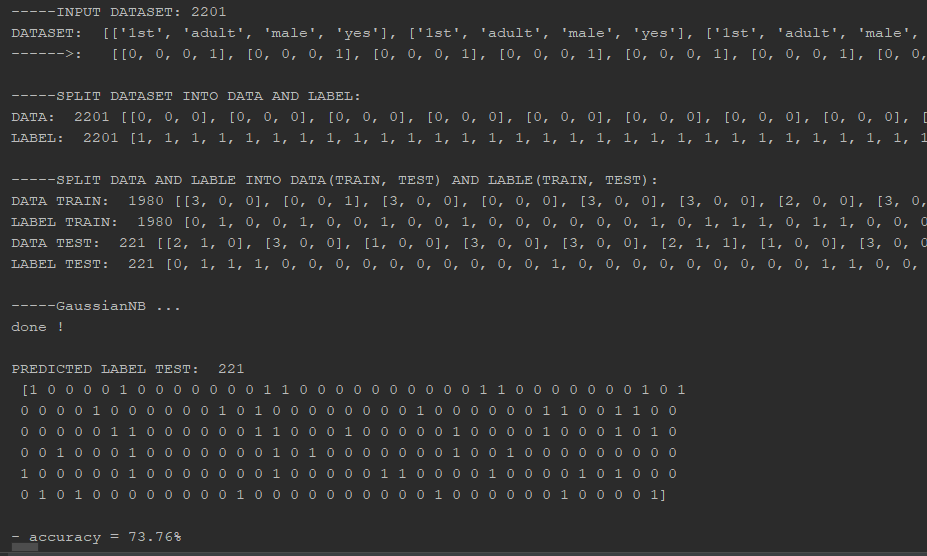 -----INPUT DATASET: 2201
DATASET:  [['1st', 'adult', 'male', 'yes'], ['1st', 'adult', 'male', 'yes'], ['1st', 'adult', 'male',
------>:   [[0, 0, 0, 1], [0, 0, 0, 1], [0, 0, 0, 1], [0, 0, 0, 1], [0, 0, 0, 1], [0, 0, 0, 1], [0, 0,
-----SPLIT DATASET INTO DATA AND LABEL:
DATA:  2201 [[0, 0, 0], [0, 0, 0], [0, 0, 0], [0, 0, 0], [0, 0, 0], [0, 0, 0], [0, 0, 0], [0, 0, 0], [
LABEL:  2201 [1, 1, 1, 1, 1, 1, 1, 1, 1, 1, 1, 1, 1, 1, 1, 1, 1, 1, 1, 1, 1, 1, 1, 1, 1, 1, 1, 1, 1, 1
-----SPLIT DATA AND LABLE INTO DATA(TRAIN, TEST) AND LABLE(TRAIN, TEST):
DATA TRAIN:  1980 [[3, 0, 0], [0, 0, 1], [3, 0, 0], [0, 0, 0], [3, 0, 0], [3, 0, 0], [2, 0, 0], [3, 0,
LABEL TRAIN:  1980 [0, 1, 0, 0, 1, 0, 0, 1, 0, 0, 1, 0, 0, 0, 0, 0, 0, 1, 0, 1, 1, 1, 0, 1, 1, 0, 0, 0
DATA TEST:  221 [[2, 1, 0], [3, 0, 0], [1, 0, 0], [3, 0, 0], [3, 0, 0], [2, 1, 1], [1, 0, 0], [3, 0, 0
LABEL TEST:  221 [0, 1, 1, 1, 0, 0, 0, 0, 0, 0, 0, 0, 0, 0, 1, 0, 0, 0, 0, 0, 0, 0, 0, 0, 1, 1, 0, 0,
-----GaussianNB ...
done !
PREDICTED LABEL TEST:  221
[1 0 0 0 0 1 0 0 0 0 0 0 0 1 1 0 0 0 0 0 0 0 0 0 0 1 1 0 0 0 0 0 0 0 1 0 1
0 0 0 0 1 0 0 0 0 0 0 1 0 1 0 0 0 0 0 0 0 0 1 0 0 0 0 0 0 1 1 0 0 1 1 0 0
0 0 0 0 0 1 1 0 0 0 0 0 0 1 1 0 0 0 1 0 0 0 0 0 1 0 0 0 0 1 0 0 0 1 0 1 0
0 0 1 0 0 0 1 0 0 0 0 0 0 0 1 0 1 0 0 0 0 0 0 0 1 0 0 1 0 0 0 0 0 0 0 0 0
1 0 0 0 0 0 1 0 0 0 0 0 0 1 0 0 0 0 0 0 1 1 0 0 0 0 1 0 0 0 0 1 0 1 0 0 0
0 1 0 1 0 0 0 0 0 0 0 0 1 0 0 0 0 0 0 0 0 0 0 1 0 0 0 0 0 0 1 0 0 0 0 1]
- accuracy = 73.76%